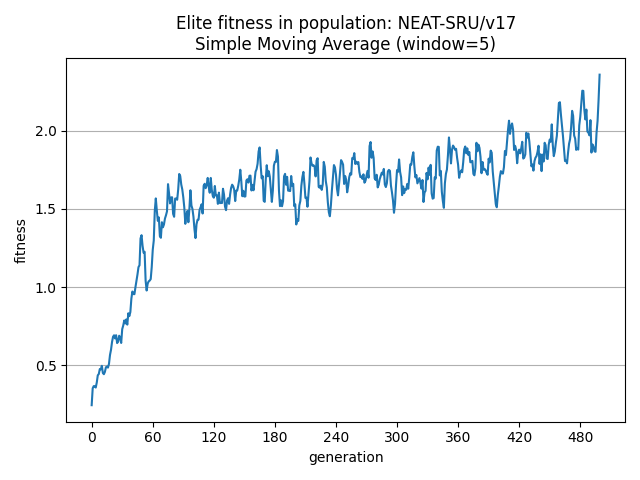 Elite fitness in population: NEAT-SRU/v17
Simple Moving Average (window=5)
fitness
2.0
1.5
1.0
0.5
0 60 120 180 240 300 360 420 480
generation